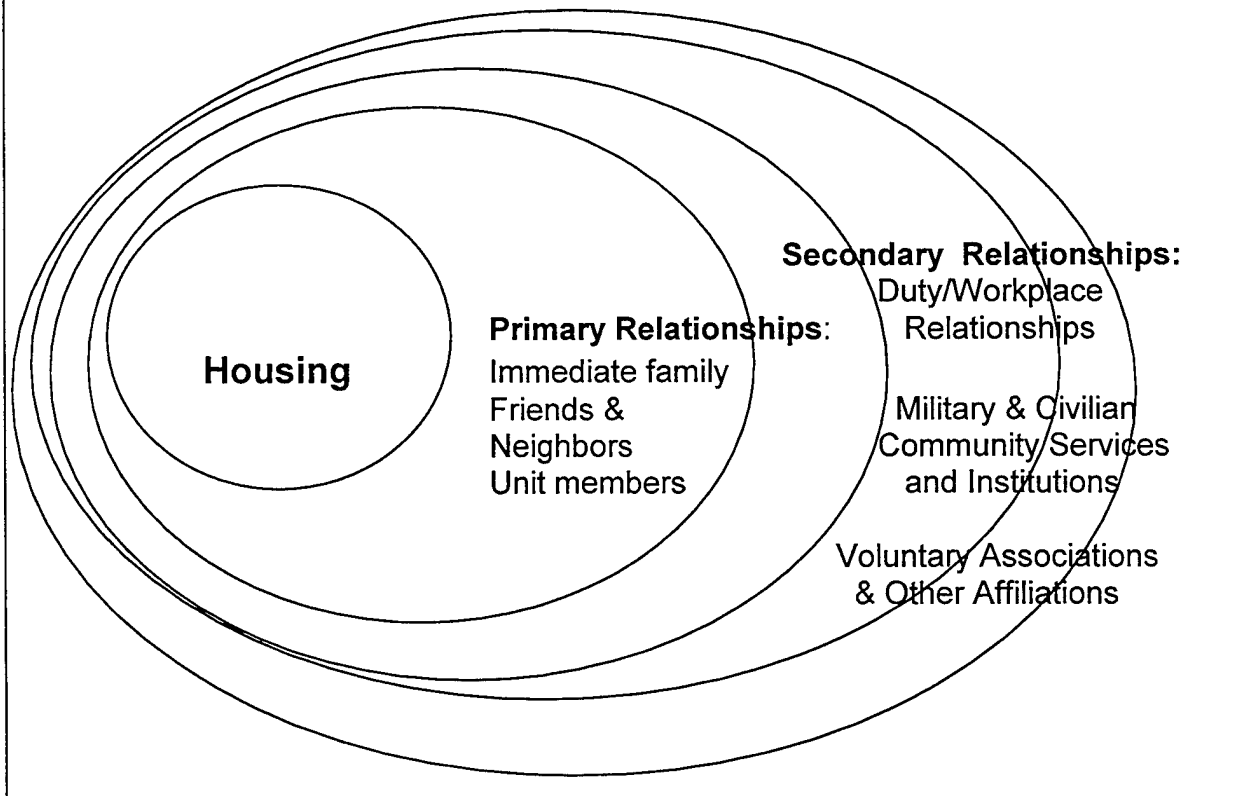 Housing
Primary Relationships:
Immediate family
Friends &
Neighbors
Unit members
Secondary Relationships:
Duty/Workplace
Relationships
Military & Civilian
Community Services
and Institutions
Voluntary Associations
& Other Affiliations